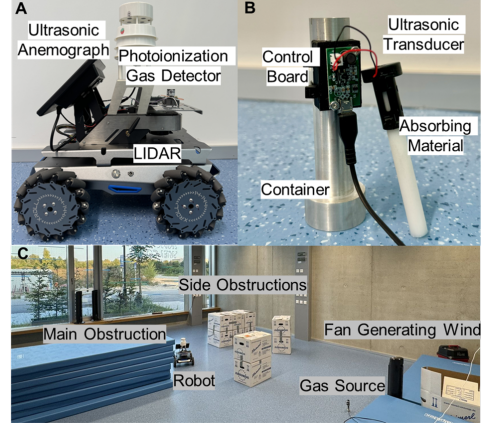 A
Ultrasonic
Anemograph
Photoionization
Gas Detector
LIDAR
B
Ultrasonic
Transducer
Control
Board
Absorbing
Material
Container
C
Side Obstructions
Main Obstruction
Fan Generating Wind
Robot
Gas Source